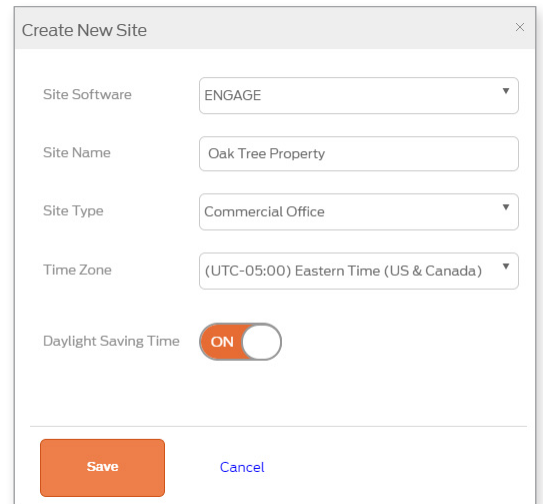 Create New Site ×
Site Software ENGAGE
Site Name Oak Tree Property
Site Type Commercial Office
Time Zone (UTC-05:00) Eastern Time (US & Canada)
Daylight Saving Time ON
Save Cancel